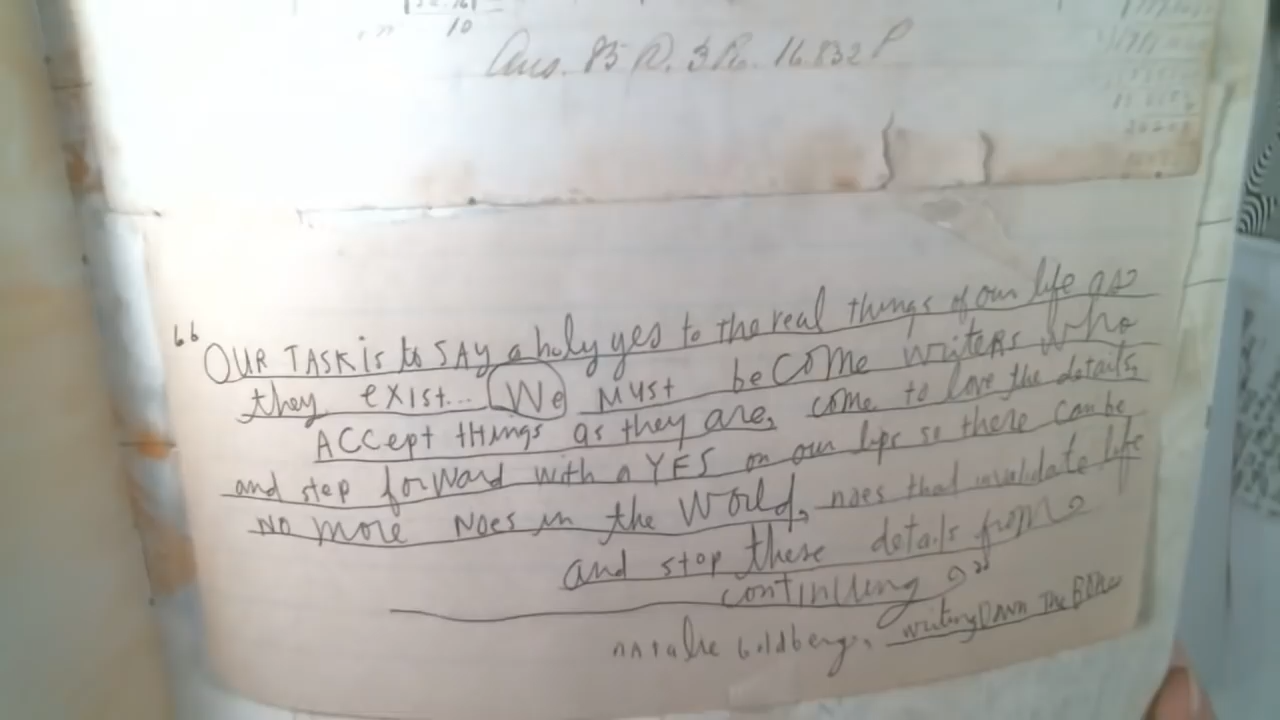 10
Ans. 85 R. 3 R. 16.832 P
"OUR TASK is to SAY a holy yes to the real things of our life as
they exist... We MUST beCOMe writeRs who
ACCept tHings as they are, come to love the details,
and step forward with a YES on our lips so there can be
NO more Noes in the World, noes that invalidate life
and stop these details from
continuing."
natalie Goldberg, writing Down The Bones